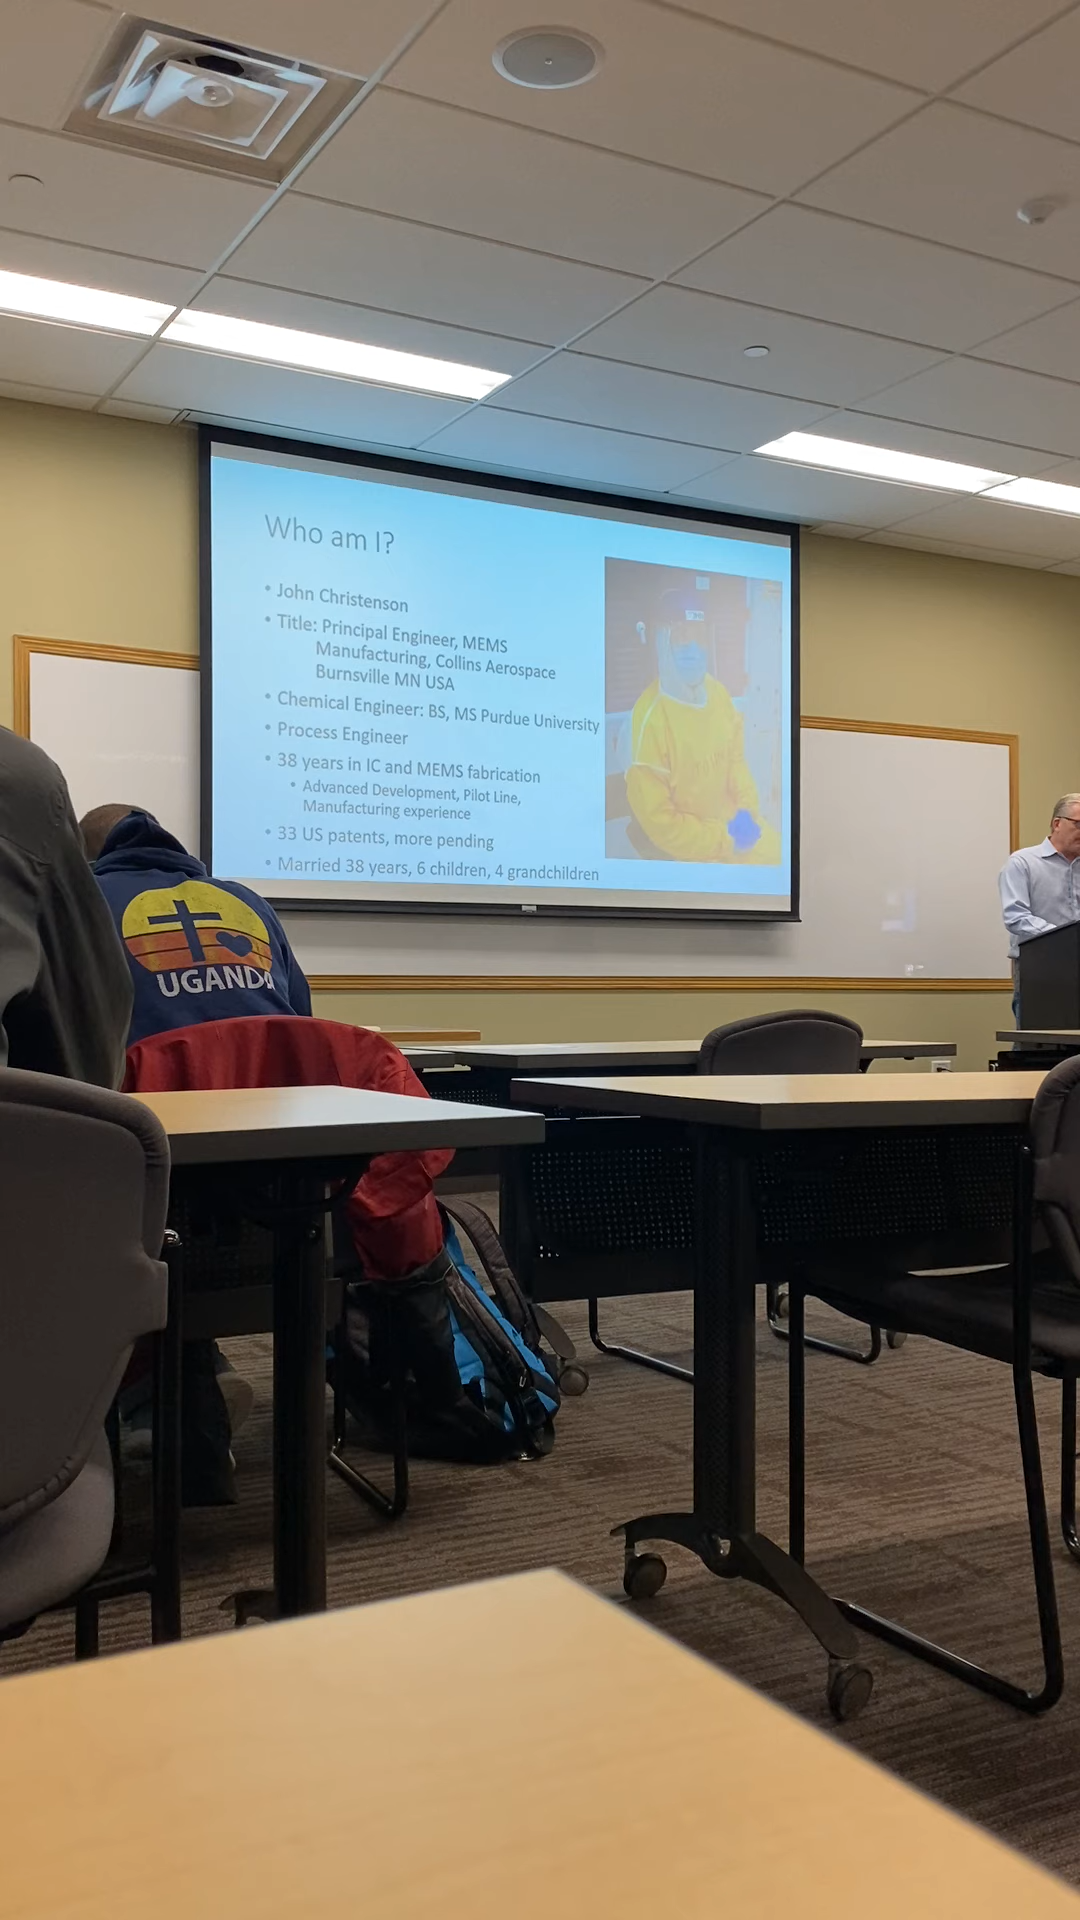 Who am I?
• John Christenson
• Title: Principal Engineer, MEMS
Manufacturing, Collins Aerospace
Burnsville MN USA
• Chemical Engineer: BS, MS Purdue University
• Process Engineer
• 38 years in IC and MEMS fabrication
• Advanced Development, Pilot Line,
Manufacturing experience
• 33 US patents, more pending
• Married 38 years, 6 children, 4 grandchildren
UGANDA